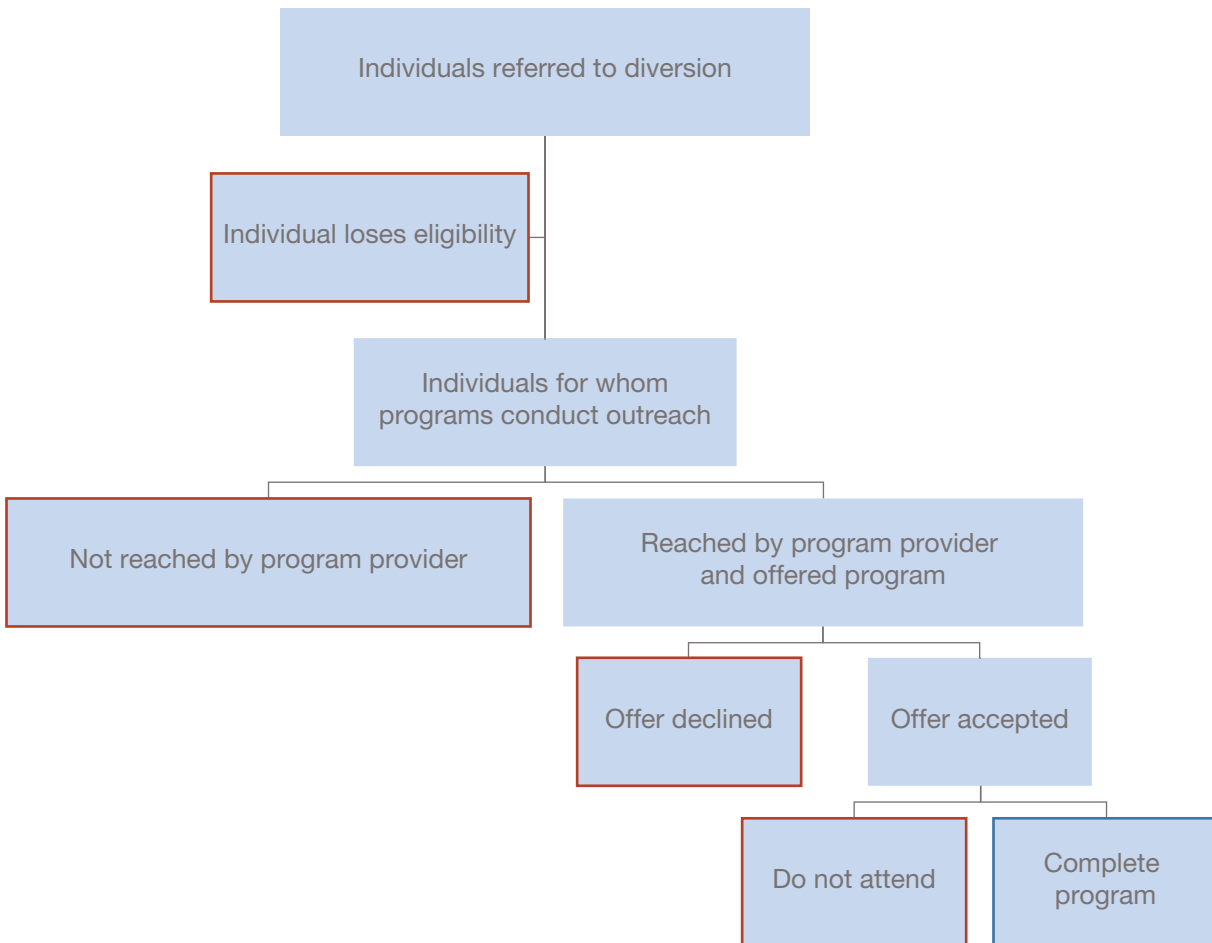 Individuals referred to diversion
Individual loses eligibility
Individuals for whom
programs conduct outreach
Not reached by program provider
Reached by program provider
and offered program
Offer declined
Offer accepted
Do not attend
Complete
program